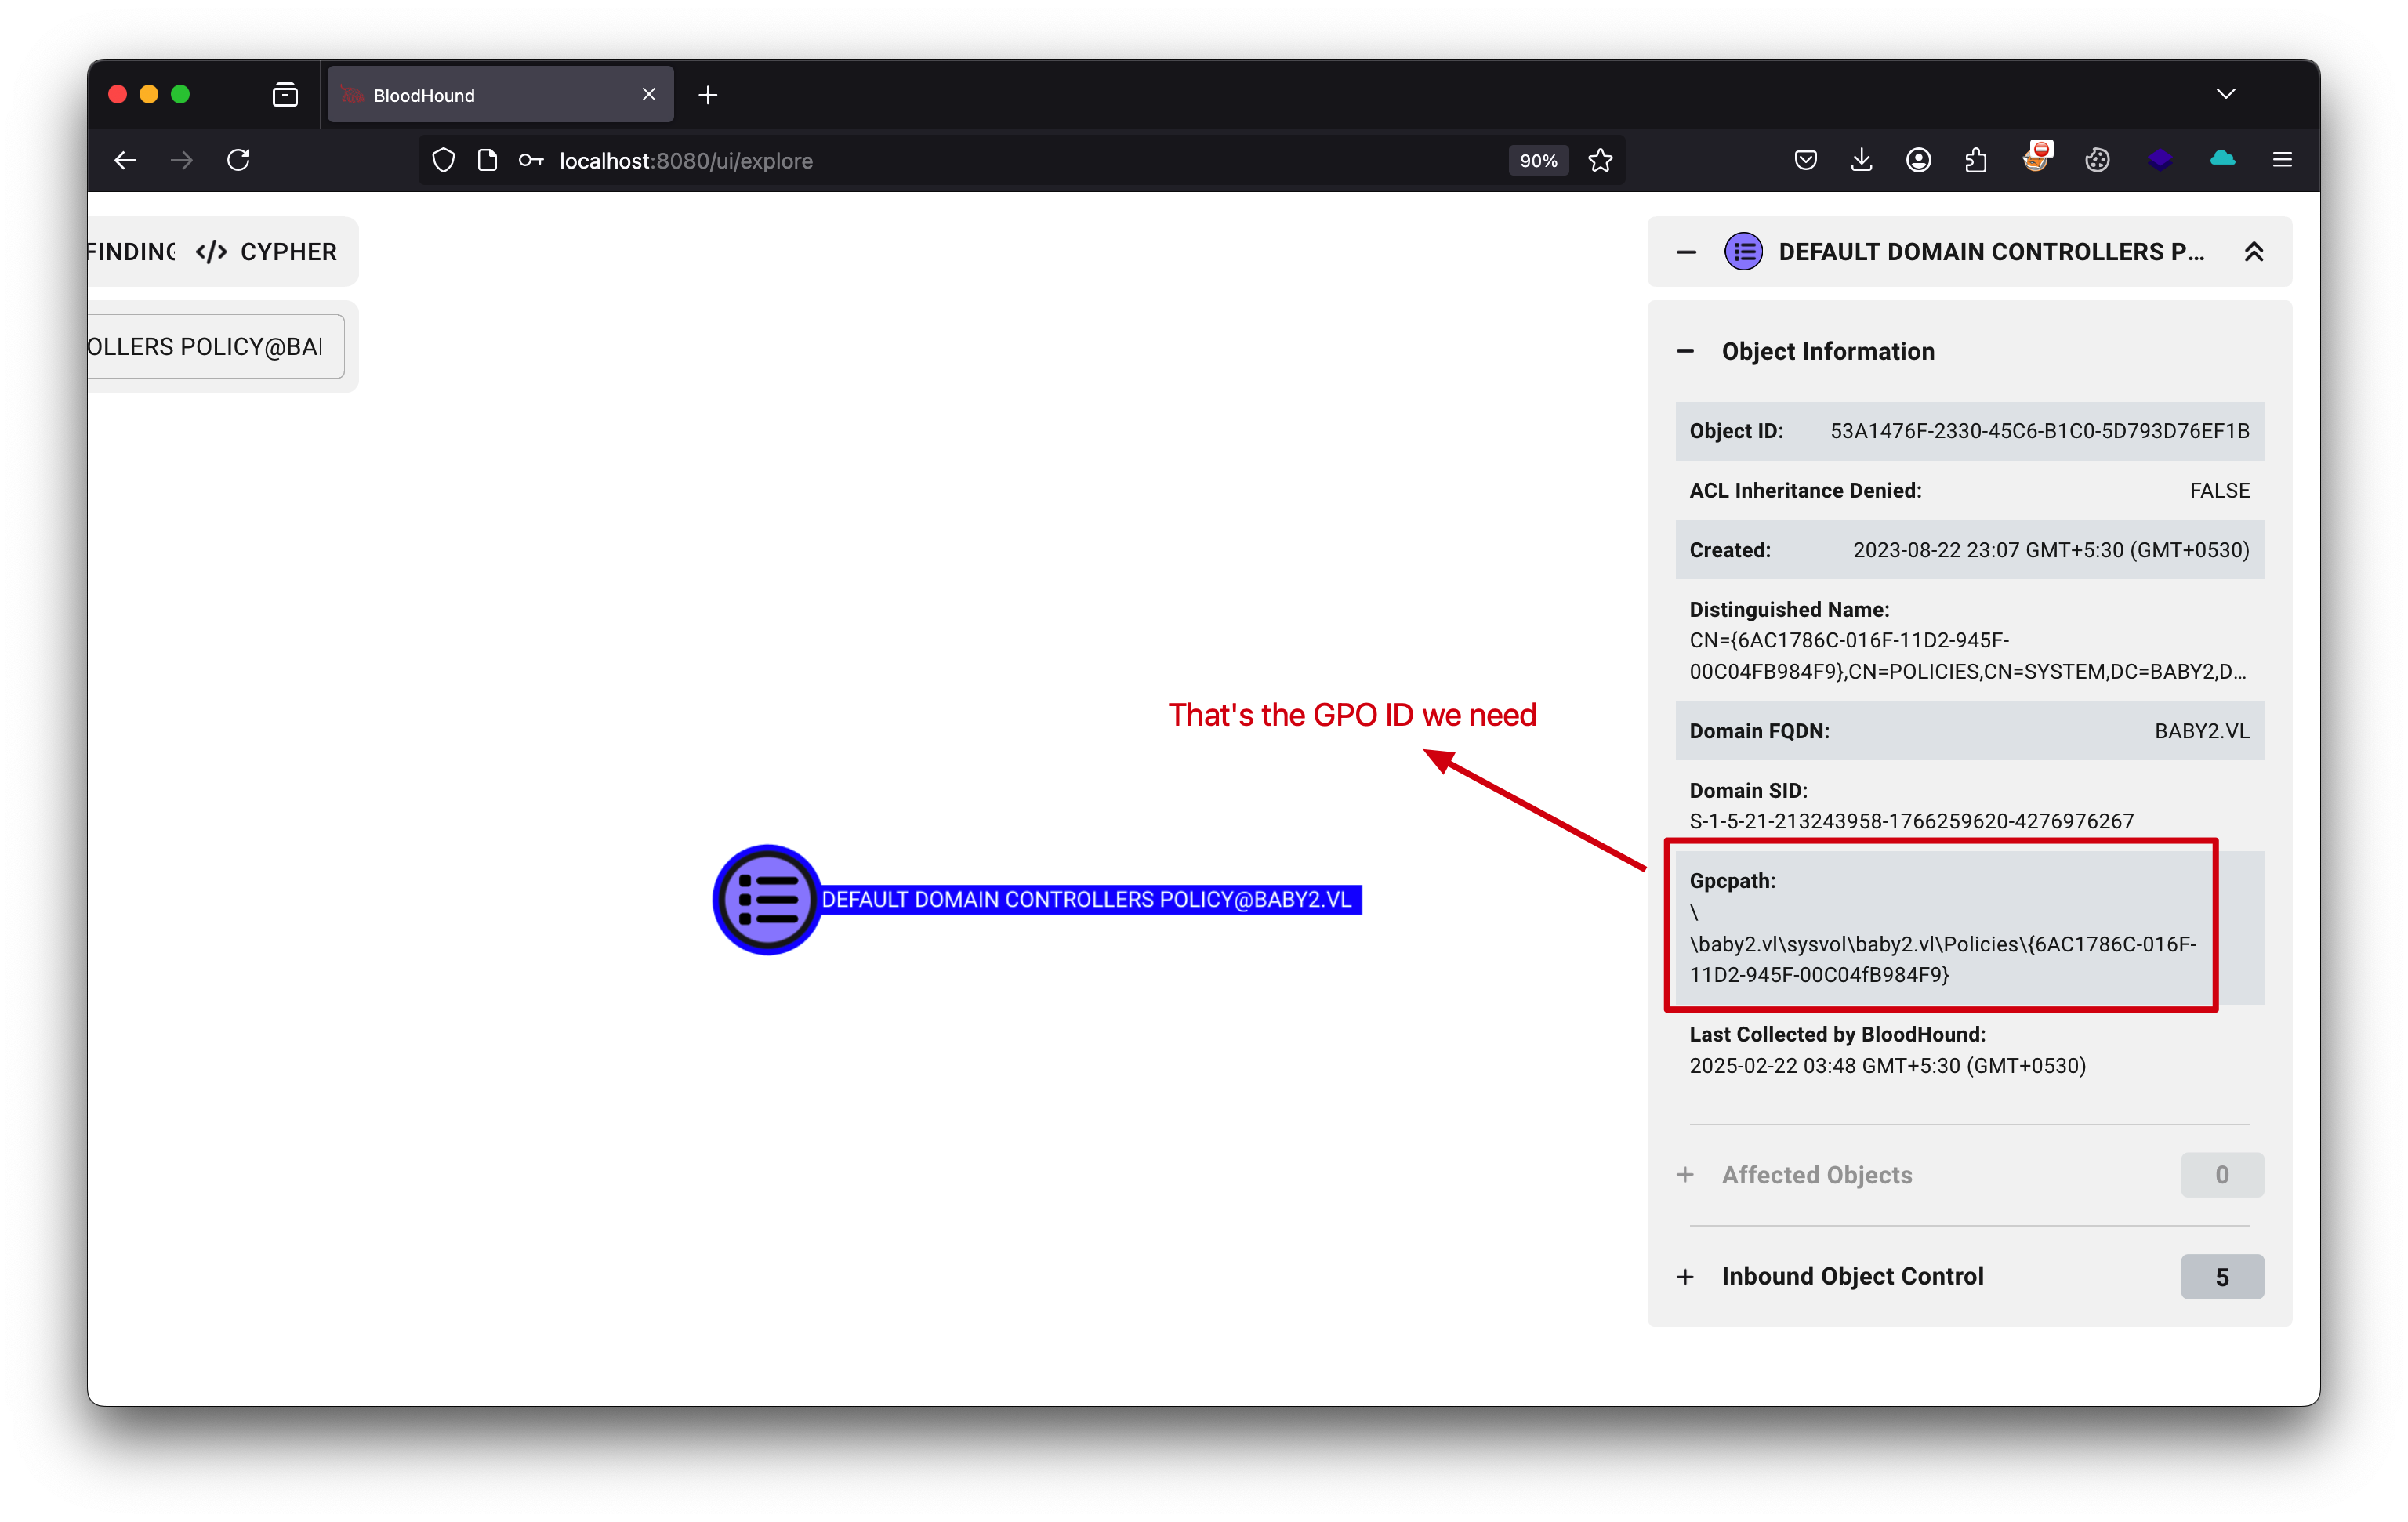 BloodHound
localhost:8080/ui/explore
90%
FINDING </> CYPHER
OLLERS POLICY@BA
DEFAULT DOMAIN CONTROLLERS P...
Object Information
Object ID: 53A1476F-2330-45C6-B1C0-5D793D76EF1B
ACL Inheritance Denied: FALSE
Created: 2023-08-22 23:07 GMT+5:30 (GMT+0530)
Distinguished Name:
CN={6AC1786C-016F-11D2-945F-
00C04FB984F9},CN=POLICIES,CN=SYSTEM,DC=BABY2,D...
That's the GPO ID we need
Domain FQDN: BABY2.VL
Domain SID:
S-1-5-21-213243958-1766259620-4276976267
Gpcpath:
\
\baby2.vl\sysvol\baby2.vl\Policies\{6AC1786C-016F-
11D2-945F-00C04fB984F9}
DEFAULT DOMAIN CONTROLLERS POLICY@BABY2.VL
Last Collected by BloodHound:
2025-02-22 03:48 GMT+5:30 (GMT+0530)
Affected Objects 0
Inbound Object Control 5